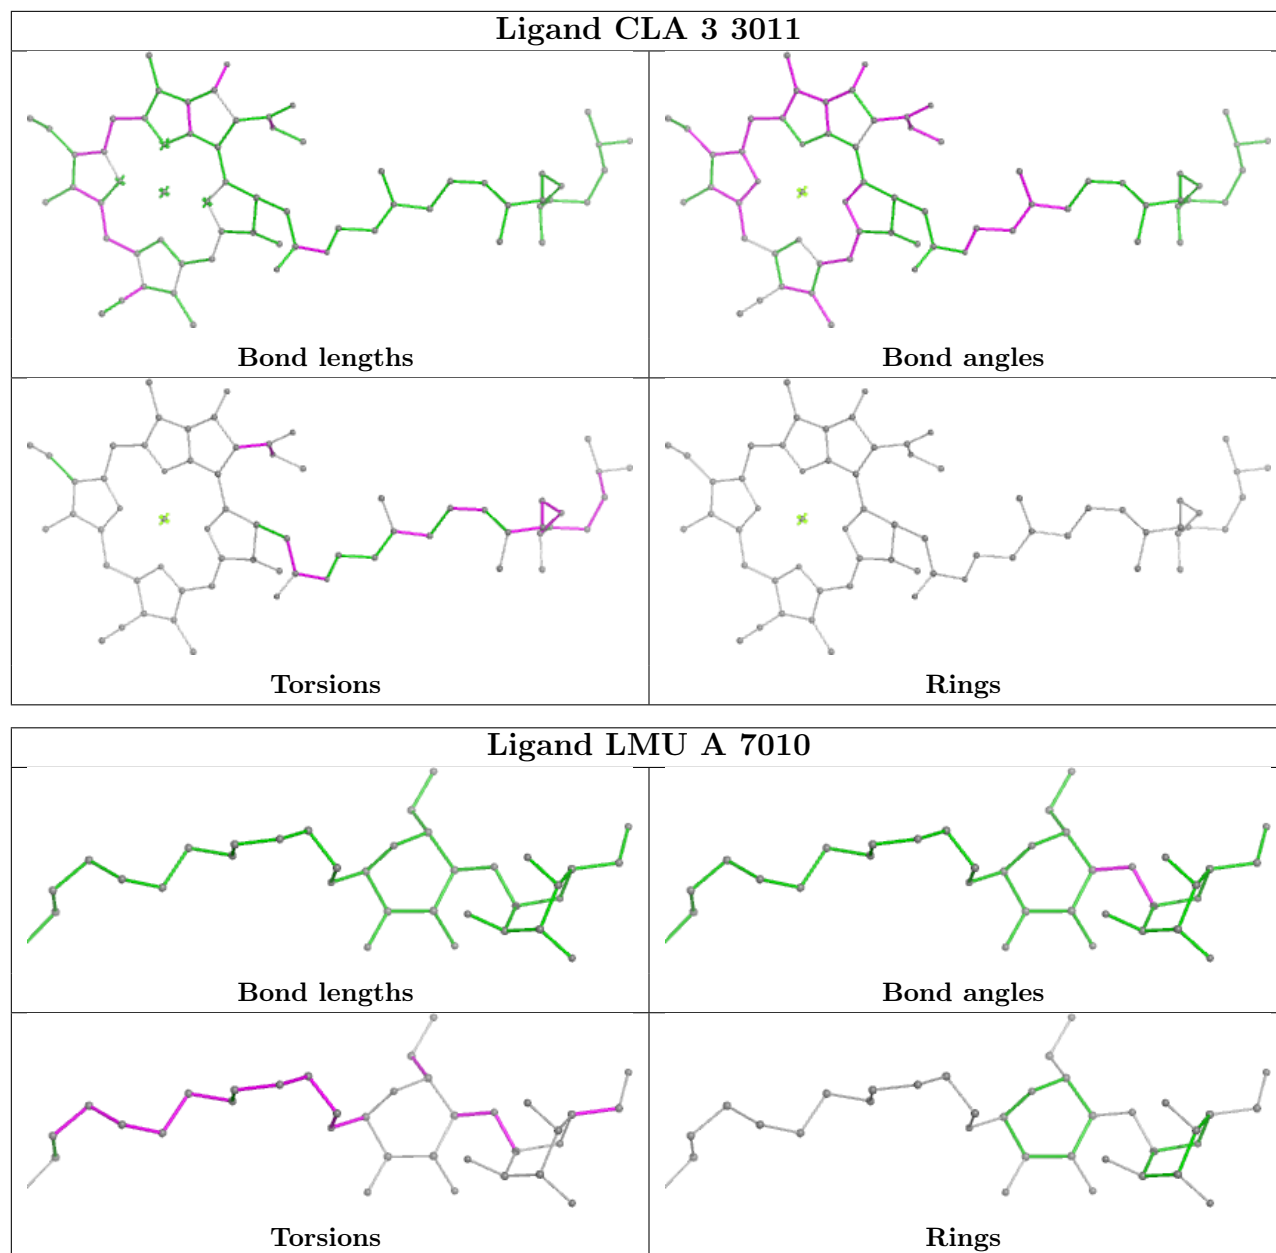 Ligand CLA 3 3011
Bond lengths
Bond angles
Torsions
Rings
Ligand LMU A 7010
Bond lengths
Bond angles
Torsions
Rings